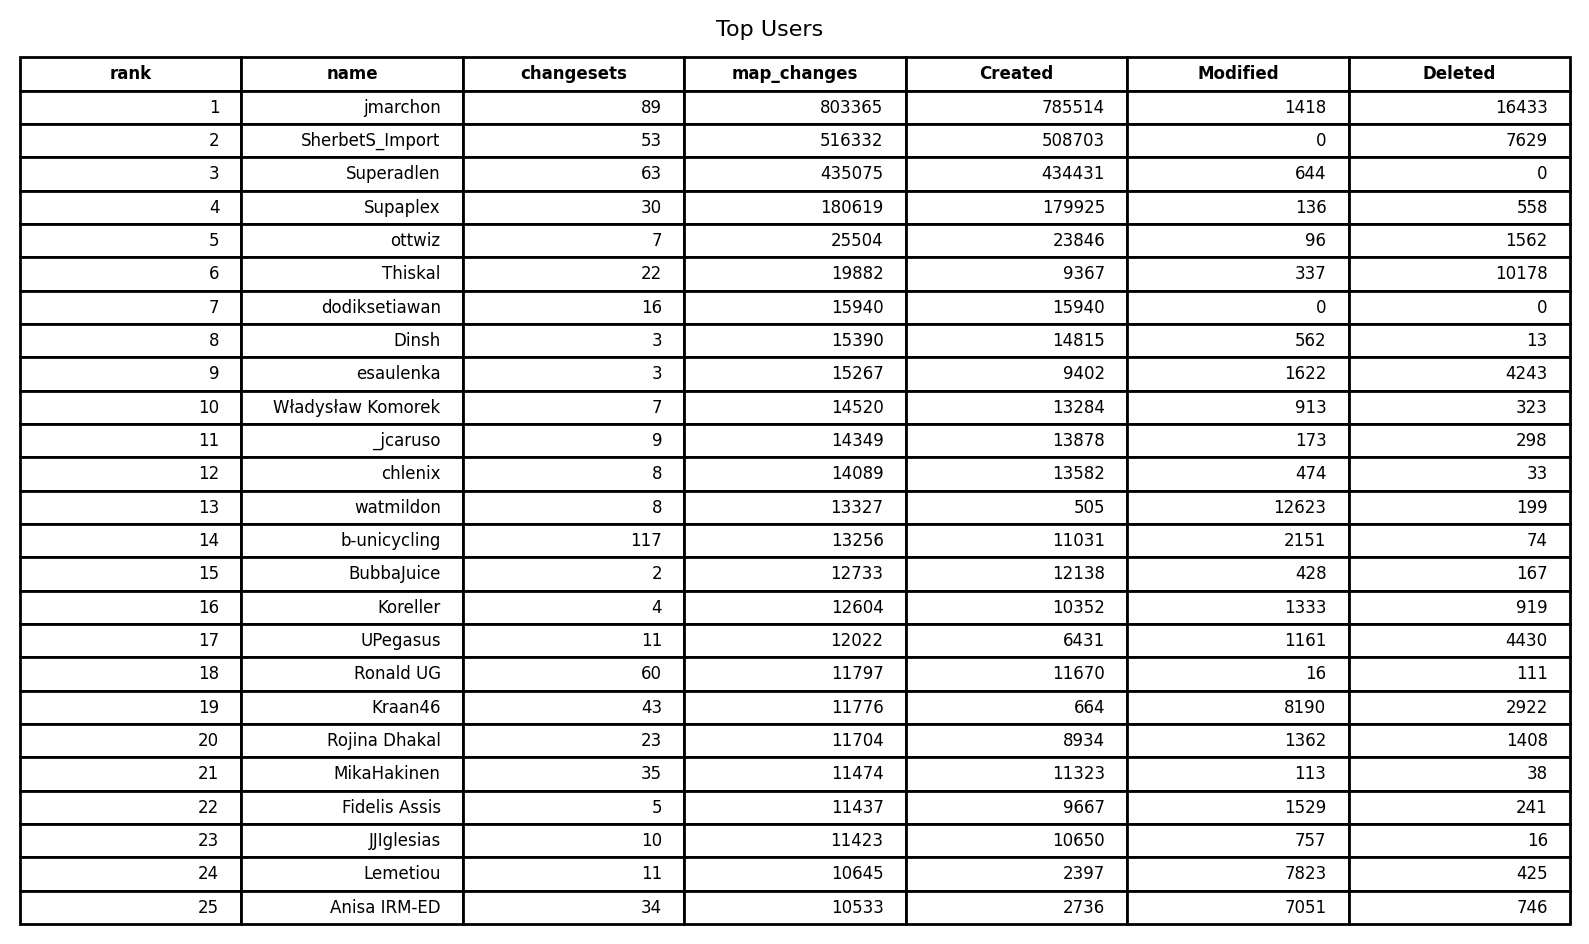 Top Users
rank name changesets map_changes Created Modified Deleted
1 jmarchon 89 803365 785514 1418 16433
2 SherbetS_Import 53 516332 508703 0 7629
3 Superadlen 63 435075 434431 644 0
4 Supaplex 30 180619 179925 136 558
5 ottwiz 7 25504 23846 96 1562
6 Thiskal 22 19882 9367 337 10178
7 dodiksetiawan 16 15940 15940 0 0
8 Dinsh 3 15390 14815 562 13
9 esaulenka 3 15267 9402 1622 4243
10 Władysław Komorek 7 14520 13284 913 323
11 _jcaruso 9 14349 13878 173 298
12 chlenix 8 14089 13582 474 33
13 watmildon 8 13327 505 12623 199
14 b-unicycling 117 13256 11031 2151 74
15 BubbaJuice 2 12733 12138 428 167
16 Koreller 4 12604 10352 1333 919
17 UPegasus 11 12022 6431 1161 4430
18 Ronald UG 60 11797 11670 16 111
19 Kraan46 43 11776 664 8190 2922
20 Rojina Dhakal 23 11704 8934 1362 1408
21 MikaHakinen 35 11474 11323 113 38
22 Fidelis Assis 5 11437 9667 1529 241
23 JJIglesias 10 11423 10650 757 16
24 Lemetiou 11 10645 2397 7823 425
25 Anisa IRM-ED 34 10533 2736 7051 746